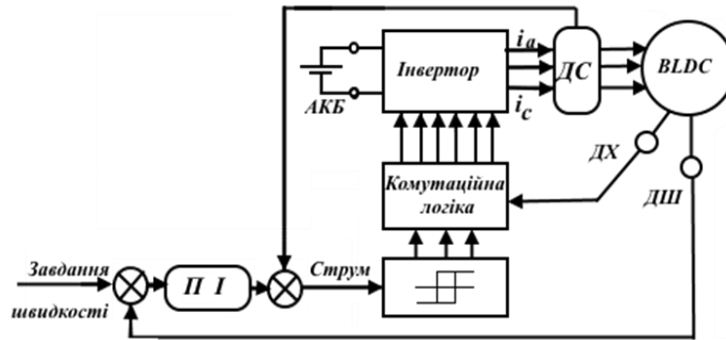 i a
Інвертор
ДС
BLDC
АКБ
i c
ДХ
Комутаційна
логіка
ДШ
Завдання
швидкості
П І
Струм